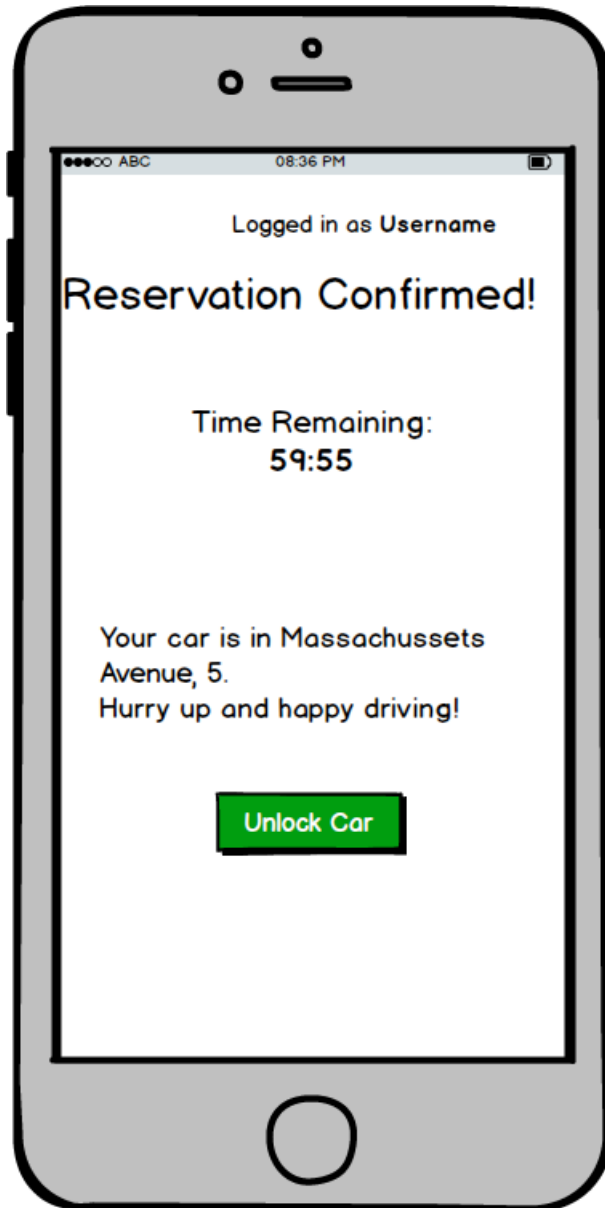 ABC 08:36 PM
Logged in as Username
Reservation Confirmed!
Time Remaining:
59:55
Your car is in Massachussets
Avenue, 5.
Hurry up and happy driving!
Unlock Car